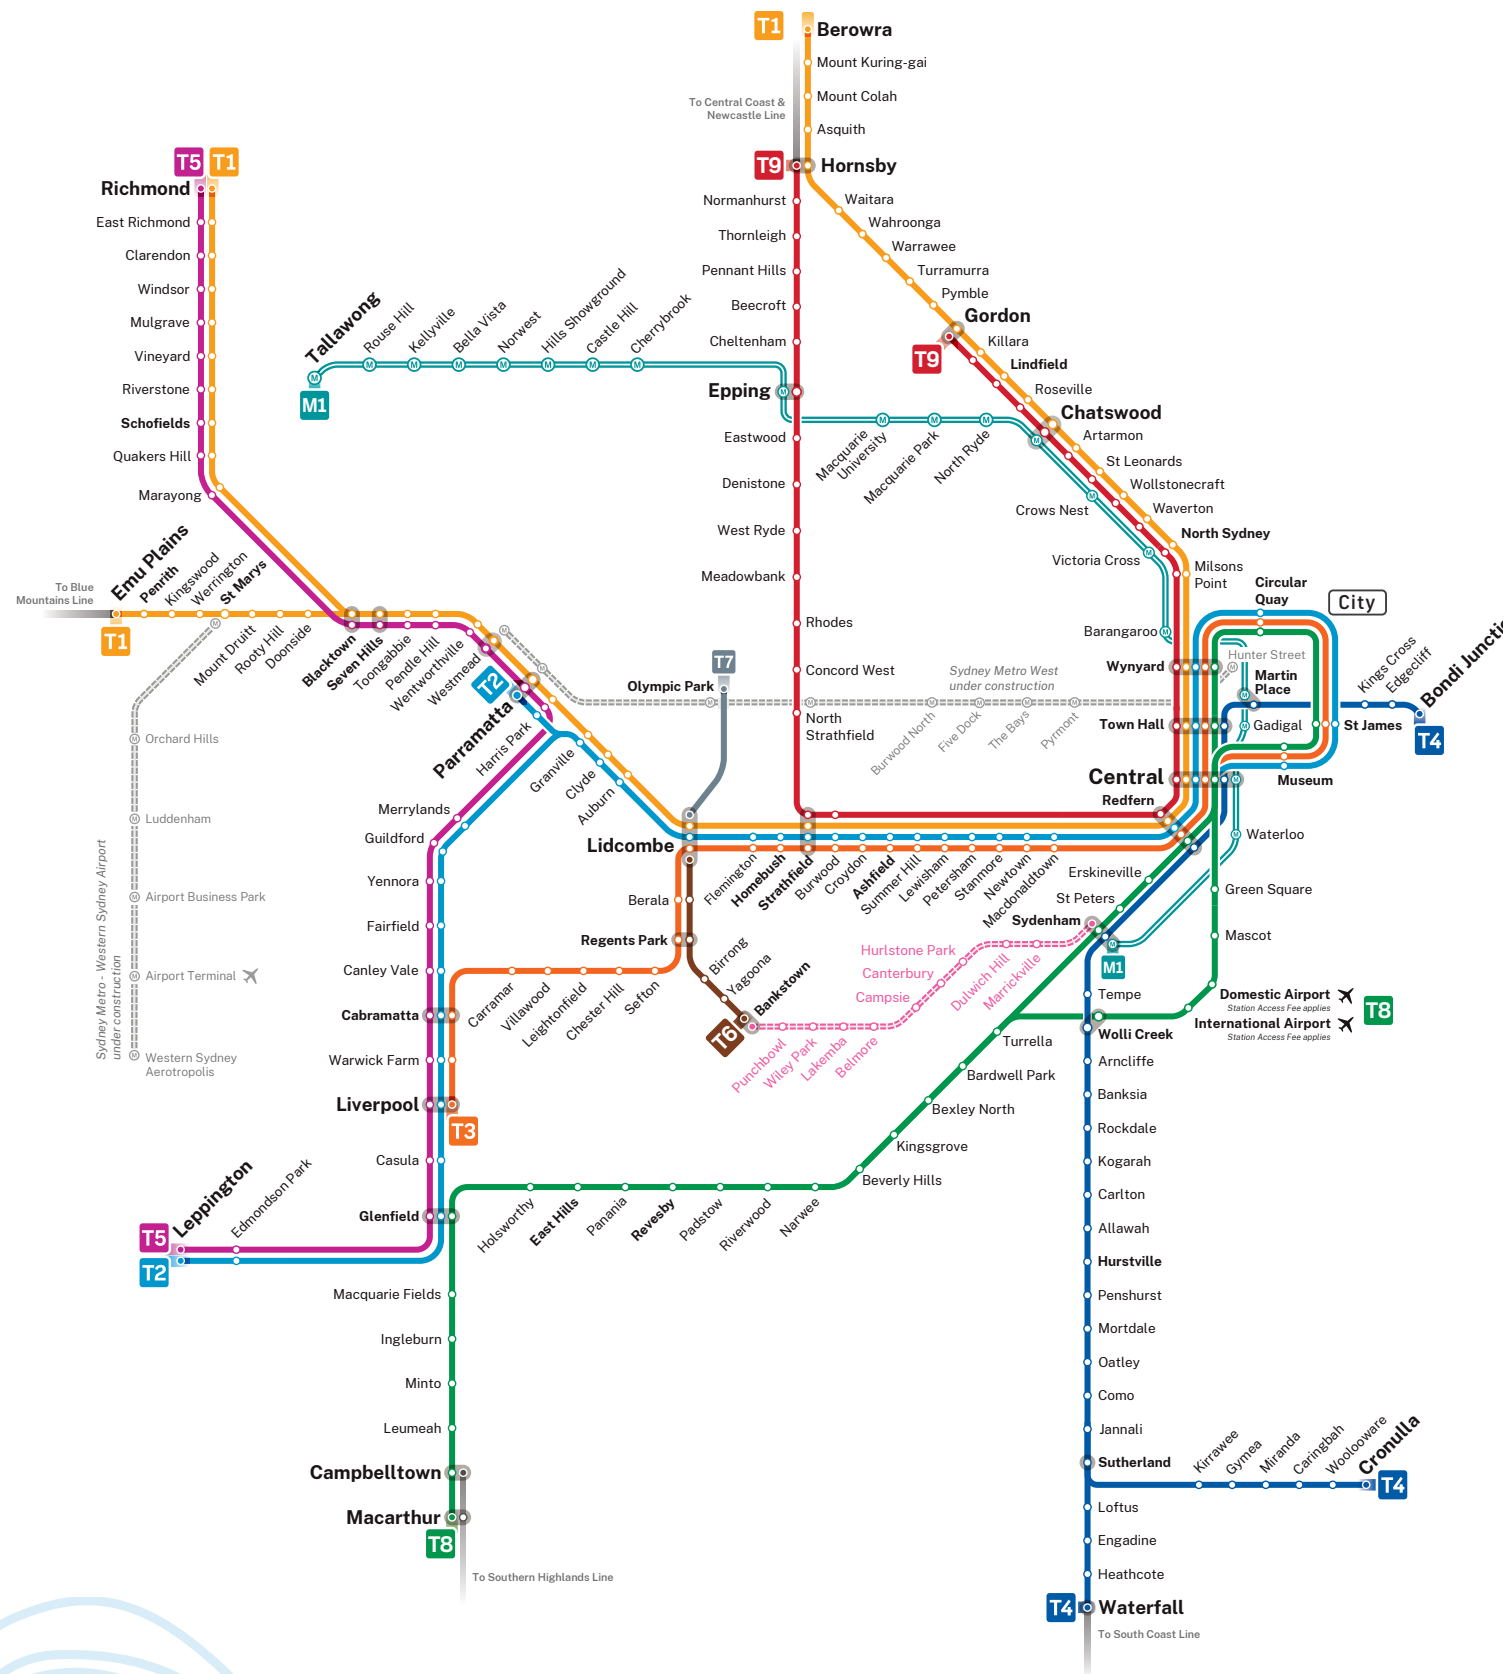 T1
Berowra
Mount Kuring-gai
To Central Coast &
Newcastle Line
Mount Colah
Asquith
T9
Hornsby
T5
T1
Richmond
East Richmond
Clarendon
Windsor
Mulgrave
Vineyard
Riverstone
Schofields
Quakers Hill
Marayong
Normanhurst
Thornleigh
Pennant Hills
Beecroft
Cheltenham
Epping
Eastwood
Denistone
West Ryde
Meadowbank
Rhodes
Concord West
North
Strathfield
Waitara
Wahroonga
Warrawee
Turramurra
Pymble
Gordon
T9
Killara
Lindfield
Roseville
Chatswood
Artarmon
St Leonards
Wollstonecraft
Waverton
North Sydney
Milsons
Point
Tallawong
M1
Rouse Hill
Kellyville
Bella Vista
Norwest
Hills Showground
Castle Hill
Cherrybrook
Macquarie
University
Macquarie Park
North Ryde
Crows Nest
Victoria Cross
Barangaroo
To Blue
Mountains Line
T1
Emu Plains
Penrith
Kingswood
Werrington
St Marys
Mount Druitt
Rooty Hill
Doonside
Blacktown
Seven Hills
Toongabbie
Pendle Hill
Wentworthville
Westmead
T2
Parramatta
Harris Park
Granville
Clyde
Auburn
Lidcombe
T7
Olympic Park
Sydney Metro West
under construction
Burwood North
Five Dock
The Bays
Pyrmont
Hunter Street
Circular
Quay
City
Wynyard
Martin
Place
Town Hall
Gadigal
St James
Central
Museum
Redfern
Kings Cross
Edgecliff
Bondi Juncti
T4
Flemington
Homebush
Strathfield
Burwood
Croydon
Ashfield
Summer Hill
Lewisham
Petersham
Stanmore
Newtown
Macdonaldtown
Waterloo
Erskineville
St Peters
Sydenham
M1
Green Square
Mascot
Domestic Airport
Station Access Fee applies
International Airport
Station Access Fee applies
T8
Orchard Hills
Luddenham
Airport Business Park
Airport Terminal
Western Sydney
Aerotropolis
Sydney Metro - Western Sydney Airport
under construction
Merrylands
Guildford
Yennora
Fairfield
Canley Vale
Cabramatta
Warwick Farm
Liverpool
T3
Casula
Glenfield
T5
T2
Leppington
Edmondson Park
Berala
Regents Park
Carramar
Villawood
Leightonfield
Chester Hill
Sefton
Birrong
Yagoona
Bankstown
T6
Punchbowl
Wiley Park
Lakemba
Belmore
Campsie
Canterbury
Hurlstone Park
Dulwich Hill
Marrickville
Tempe
Wolli Creek
Turrella
Bardwell Park
Bexley North
Kingsgrove
Beverly Hills
Holsworthy
East Hills
Panania
Revesby
Padstow
Riverwood
Narwee
Macquarie Fields
Ingleburn
Minto
Leumeah
Campbelltown
Macarthur
T8
To Southern Highlands Line
Arncliffe
Banksia
Rockdale
Kogarah
Carlton
Allawah
Hurstville
Penshurst
Mortdale
Oatley
Como
Jannali
Sutherland
Kirrawee
Gymea
Miranda
Caringbah
Woolooware
Cronulla
T4
Loftus
Engadine
Heathcote
T4
Waterfall
To South Coast Line